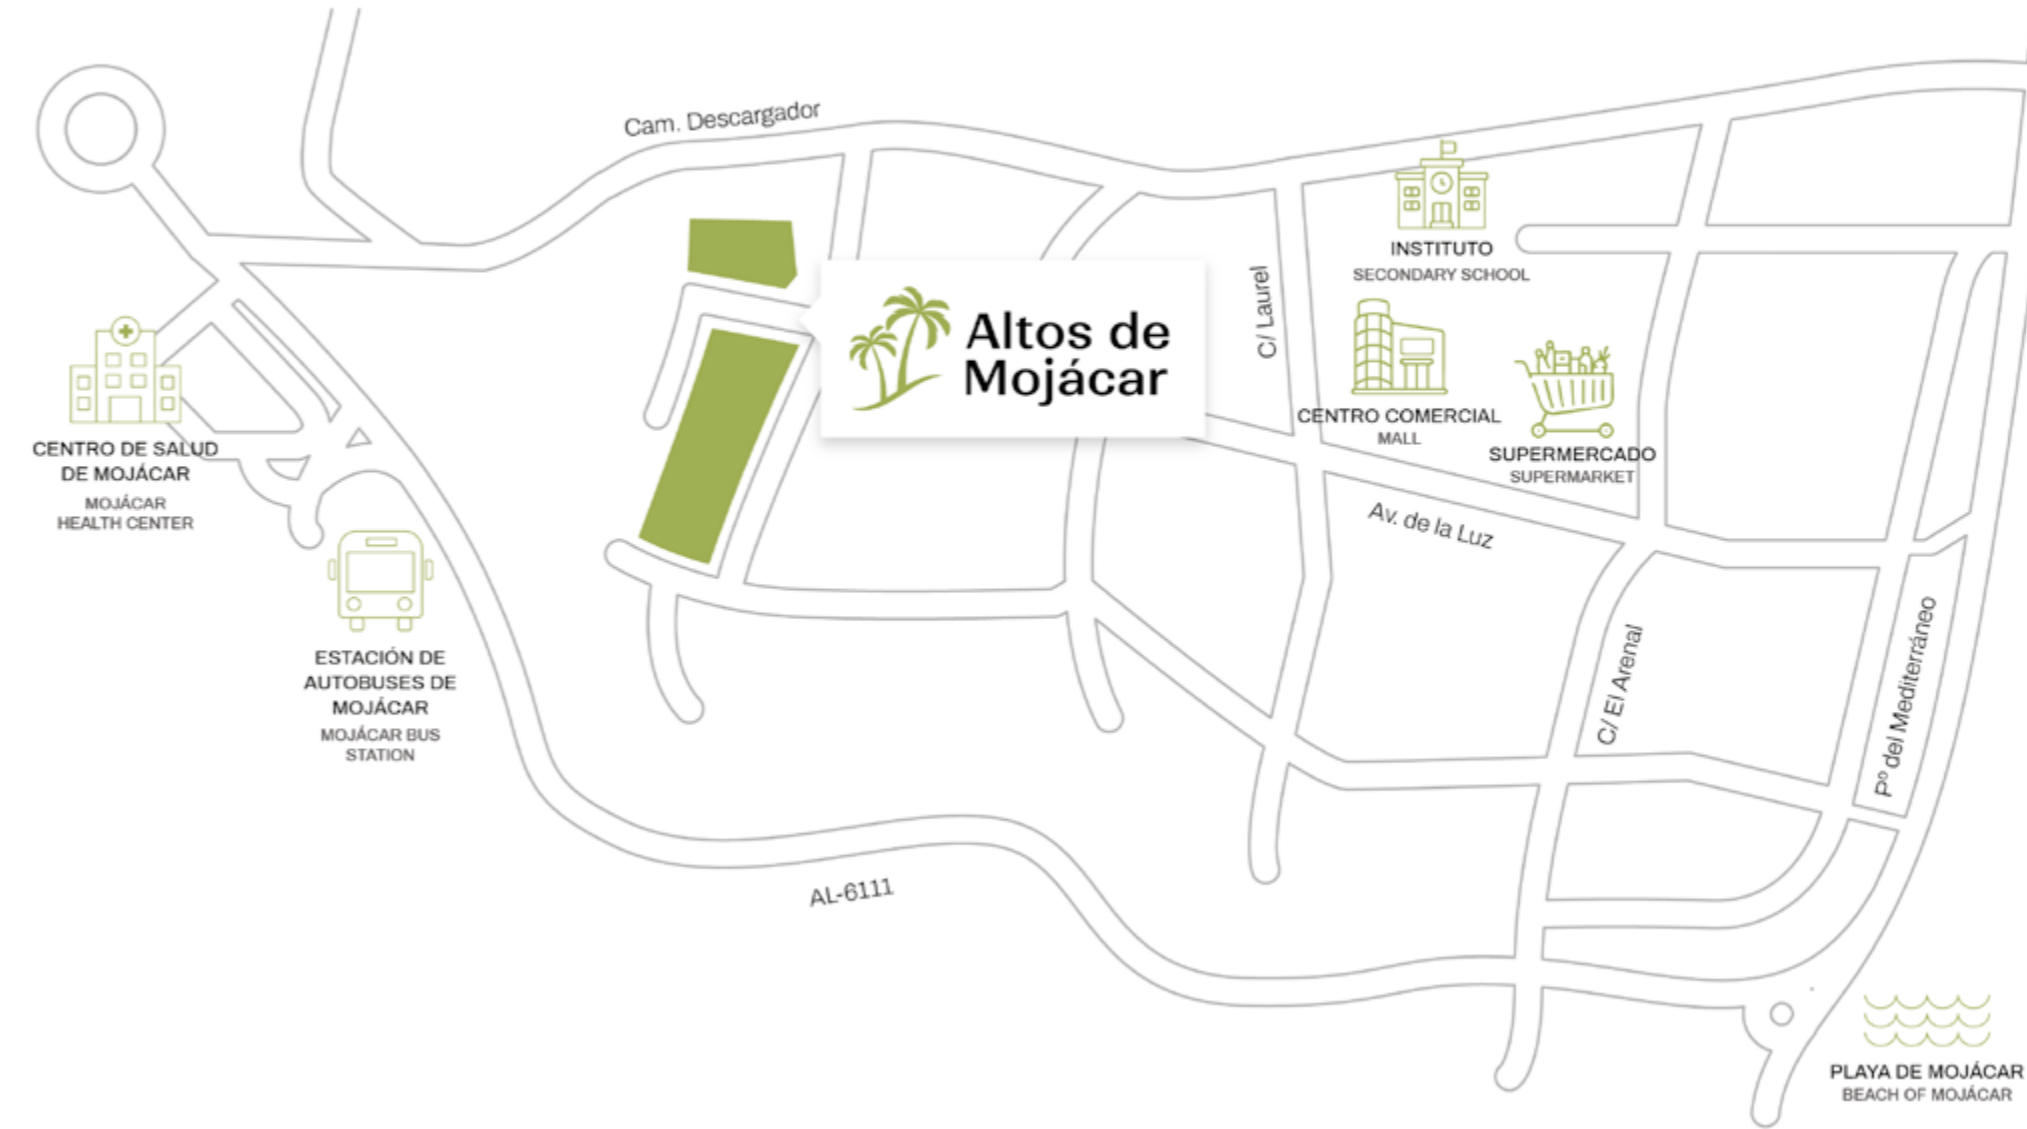 Cam. Descargador
INSTITUTO
SECONDARY SCHOOL
C/ Laurel
Altos de
Mojácar
CENTRO COMERCIAL
MALL
SUPERMERCADO
SUPERMARKET
CENTRO DE SALUD
DE MOJÁCAR
MOJÁCAR
HEALTH CENTER
Av. de la Luz
ESTACIÓN DE
AUTOBUSES DE
MOJÁCAR
MOJÁCAR BUS
STATION
C/ El Arenal
Pº del Mediterráneo
AL-6111
PLAYA DE MOJÁCAR
BEACH OF MOJÁCAR